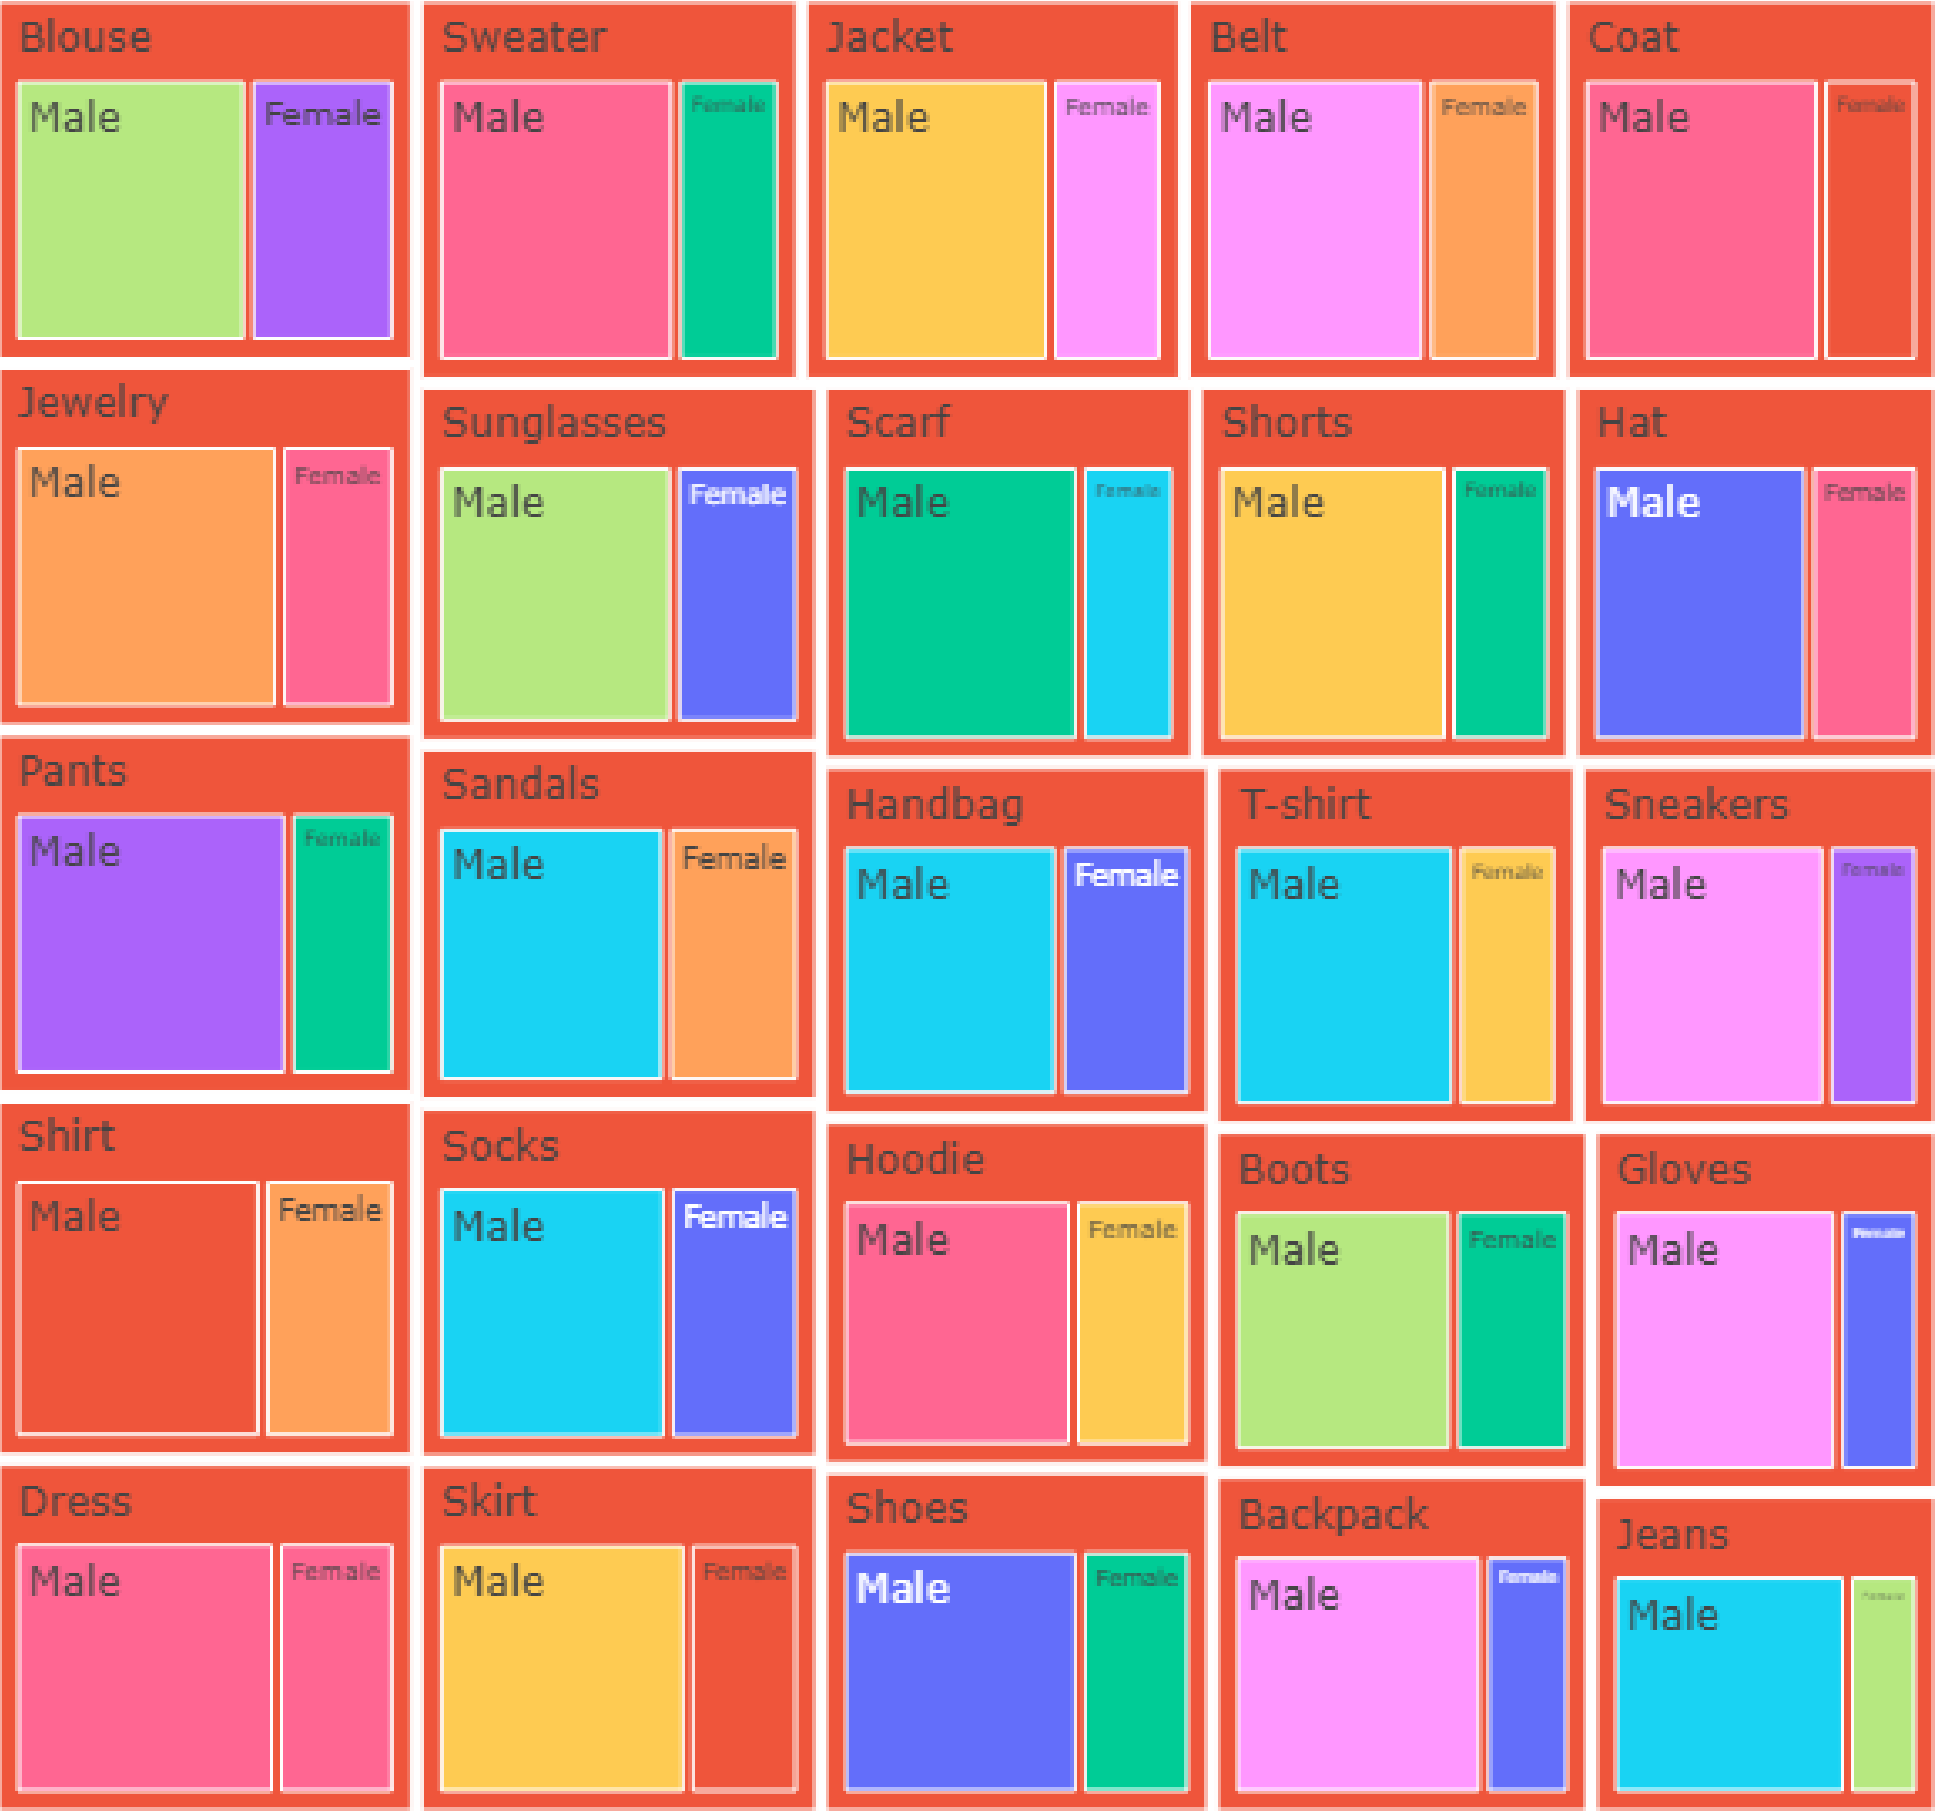 Blouse
Male
Female
Sweater
Male
Female
Jacket
Male
Female
Belt
Male
Female
Coat
Male
Female
Jewelry
Male
Female
Sunglasses
Male
Female
Scarf
Male
Female
Shorts
Male
Female
Hat
Male
Female
Pants
Male
Female
Sandals
Male
Female
Handbag
Male
Female
T-shirt
Male
Female
Sneakers
Male
Female
Shirt
Male
Female
Socks
Male
Female
Hoodie
Male
Female
Boots
Male
Female
Gloves
Male
Female
Dress
Male
Female
Skirt
Male
Female
Shoes
Male
Female
Backpack
Male
Female
Jeans
Male
Female